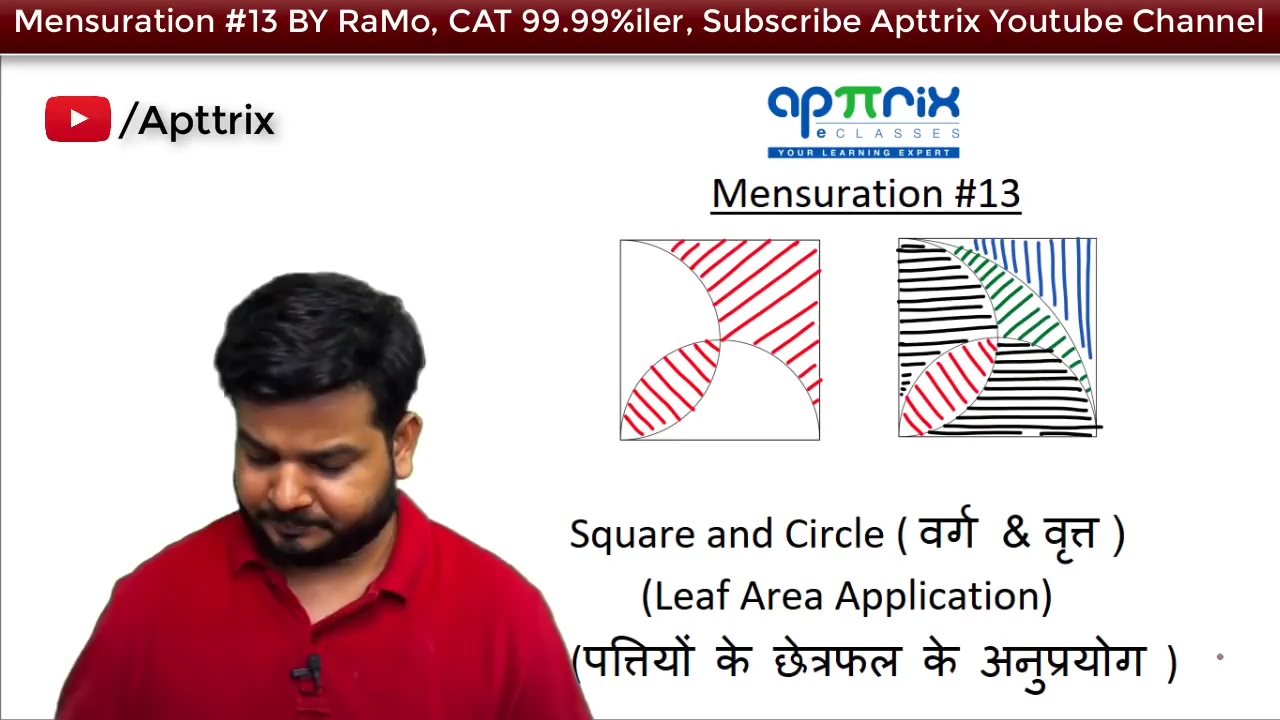 Mensuration #13 BY RaMo, CAT 99.99%iler, Subscribe Apttrix Youtube Channel
/Apttrix
apπrix
e CLASSES
YOUR LEARNING EXPERT
Mensuration #13
Square and Circle ( वर्ग & वृत्त )
(Leaf Area Application)
(पत्तियों के छेत्रफल के अनुप्रयोग )